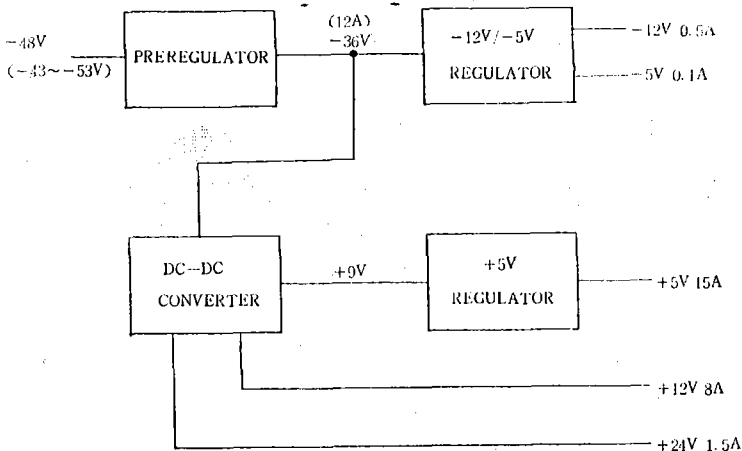 -48V
(-43~-53V)
PREREGULATOR
(12A)
-36V
-12V/-5V
REGULATOR
-12V 0.5A
-5V 0.1A
DC-DC
CONVERTER
+9V
+5V
REGULATOR
+5V 15A
+12V 8A
+24V 1.5A